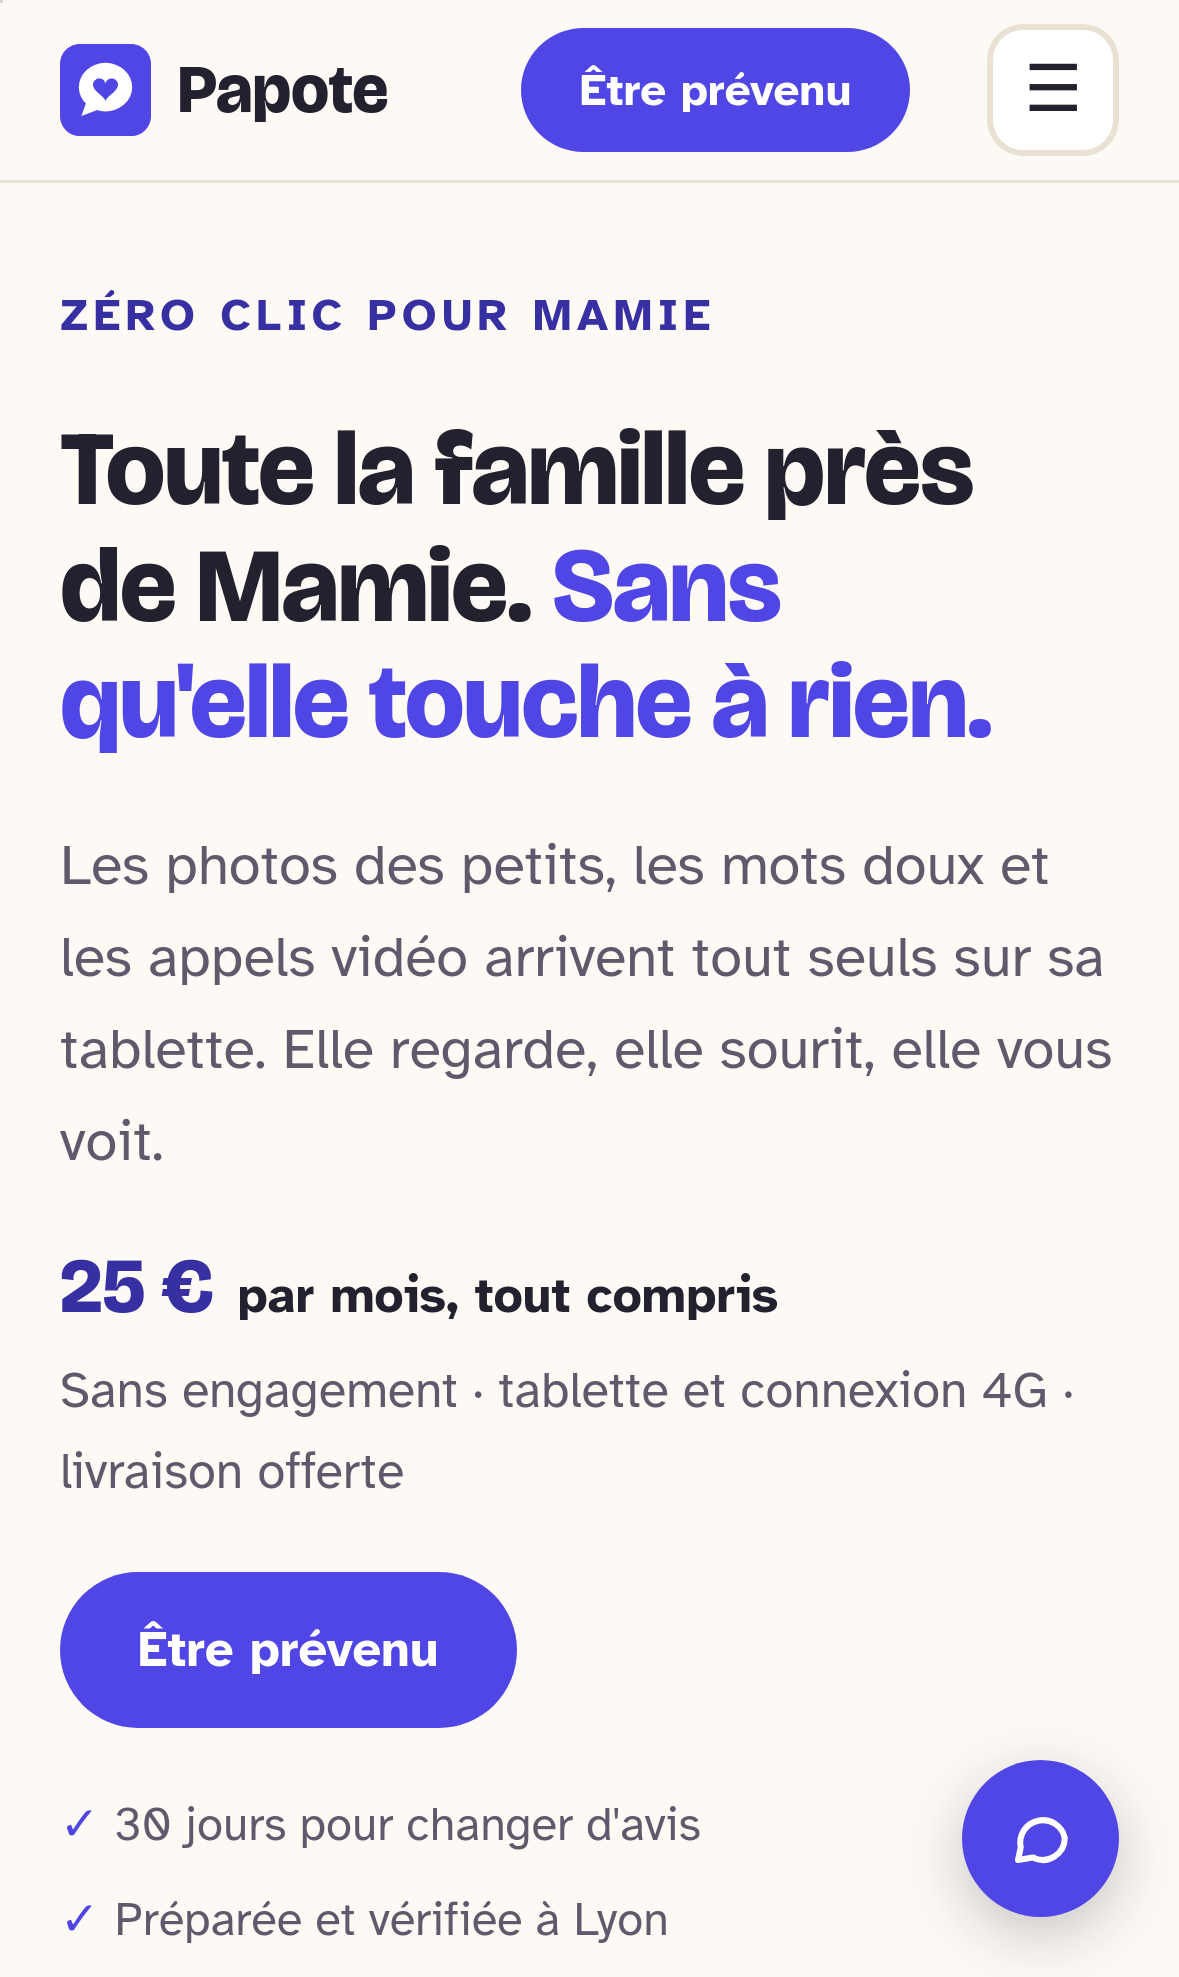 Papote
Être prévenu
ZÉRO CLIC POUR MAMIE
Toute la famille près
de Mamie. Sans
qu'elle touche à rien.
Les photos des petits, les mots doux et
les appels vidéo arrivent tout seuls sur sa
tablette. Elle regarde, elle sourit, elle vous
voit.
25 € par mois, tout compris
Sans engagement · tablette et connexion 4G ·
livraison offerte
Être prévenu
✓ 30 jours pour changer d'avis
✓ Préparée et vérifiée à Lyon